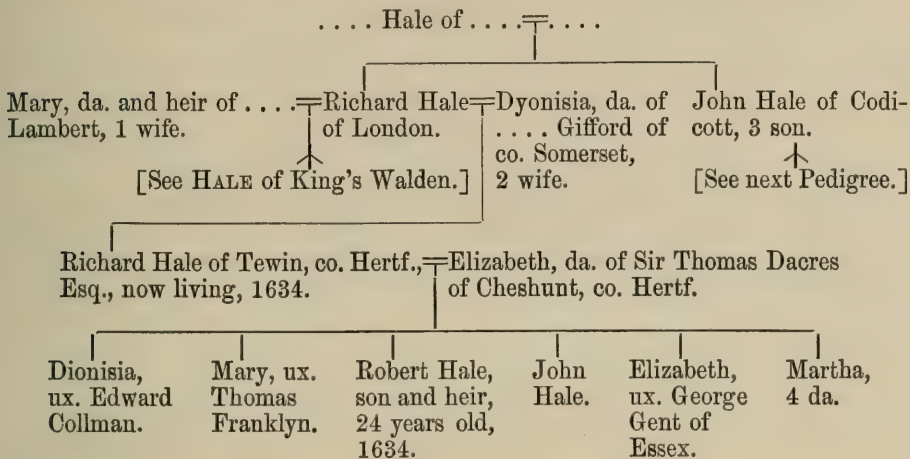 . . . . Hale of . . . . . . . .
Mary, da. and heir of . . . .
Lambert, 1 wife.
Richard Hale
of London.
Dyonisia, da. of
. . . . Gifford of
co. Somerset,
2 wife.
John Hale of Codi-
cott, 3 son.
[See HALE of King's Walden.]
[See next Pedigree.]
Richard Hale of Tewin, co. Hertf.,
Esq., now living, 1634.
Elizabeth, da. of Sir Thomas Dacres
of Cheshunt, co. Hertf.
Dionisia,
ux. Edward
Collman.
Mary, ux.
Thomas
Franklyn.
Robert Hale,
son and heir,
24 years old,
1634.
John
Hale.
Elizabeth,
ux. George
Gent of
Essex.
Martha,
4 da.